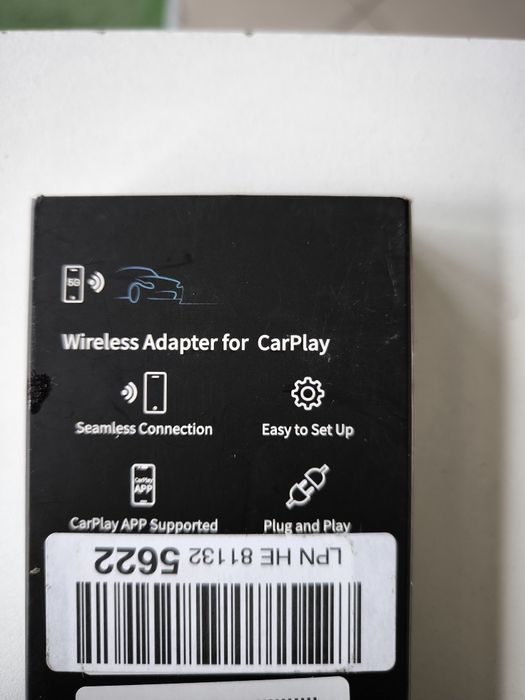 5G
Wireless Adapter for CarPlay
Seamless Connection
Easy to Set Up
CarPlay
APP
CarPlay APP Supported
Plug and Play
LPN HE 81132 5622